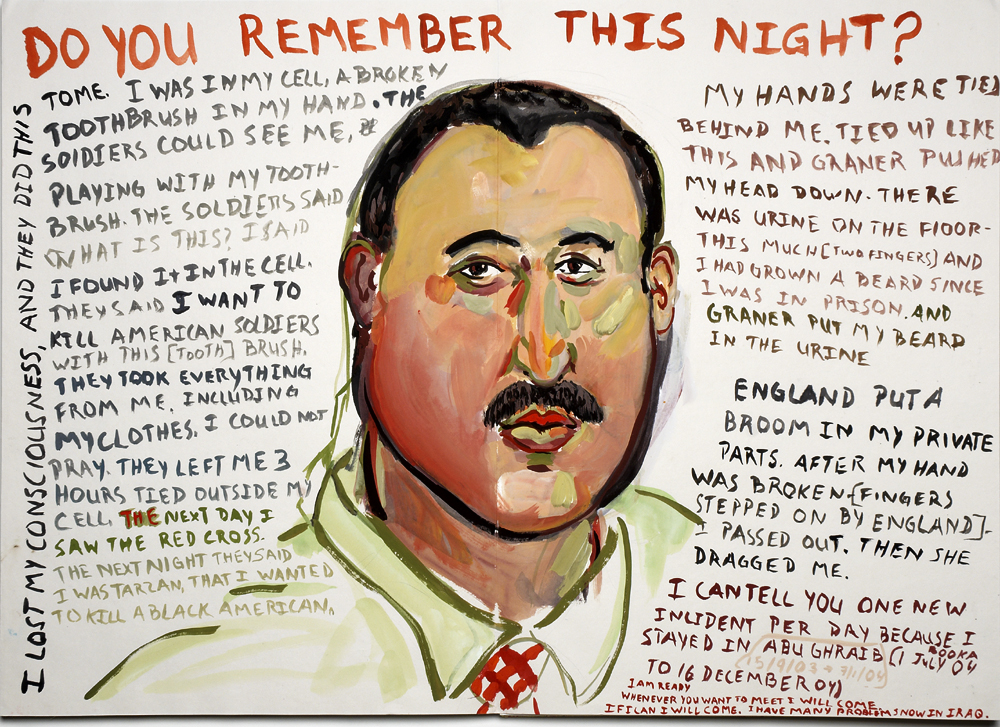 DO YOU REMEMBER THIS NIGHT?
I LOST MY CONSCIOUSNESS, AND THEY DID THIS
TOME. I WAS IN MY CELL, A BROKEN
TOOTHBRUSH IN MY HAND. THE
SOLDIERS COULD SEE ME,
PLAYING WITH MY TOOTH-
BRUSH. THE SOLDIERS SAID
WHAT IS THIS? I SAID
I FOUND It IN THE CELL.
THEY SAID I WANT TO
KILL AMERICAN SOLDIERS
WITH THIS [TOOTH] BRUSH.
THEY TOOK EVERYTHING
FROM ME, INCLUDING
MY CLOTHES. I COULD NOT
PRAY. THEY LEFT ME 3
HOURS TIED OUTSIDE MY
CELL. THE NEXT DAY I
SAW THE RED CROSS.
THE NEXT NIGHT THEY SAID
I WAS TARZAN, THAT I WANTED
TO KILL A BLACK AMERICAN.
MY HANDS WERE TIED
BEHIND ME. TIED UP LIKE
THIS AND GRANER PUSHED
MY HEAD DOWN. THERE
WAS URINE ON THE FLOOR-
THIS MUCH [TWO FINGERS] AND
I HAD GROWN A BEARD SINCE
I WAS IN PRISON. AND
GRANER PUT MY BEARD
IN THE URINE
ENGLAND PUT A
BROOM IN MY PRIVATE
PARTS. AFTER MY HAND
WAS BROKEN [FINGERS
STEPPED ON BY ENGLAND]-
I PASSED OUT. THEN SHE
DRAGGED ME.
I CAN TELL YOU ONE NEW
INCIDENT PER DAY BECAUSE I
STAYED IN ABU GHRAIB (1 JULY 04
BOOKA
15/9/03 → 7/1/04
TO 16 DECEMBER 04)
I AM READY
WHENEVER YOU WANT TO MEET I WILL COME
IF I CAN I WILL COME. I HAVE MANY PROBLEMS NOW IN IRAQ.